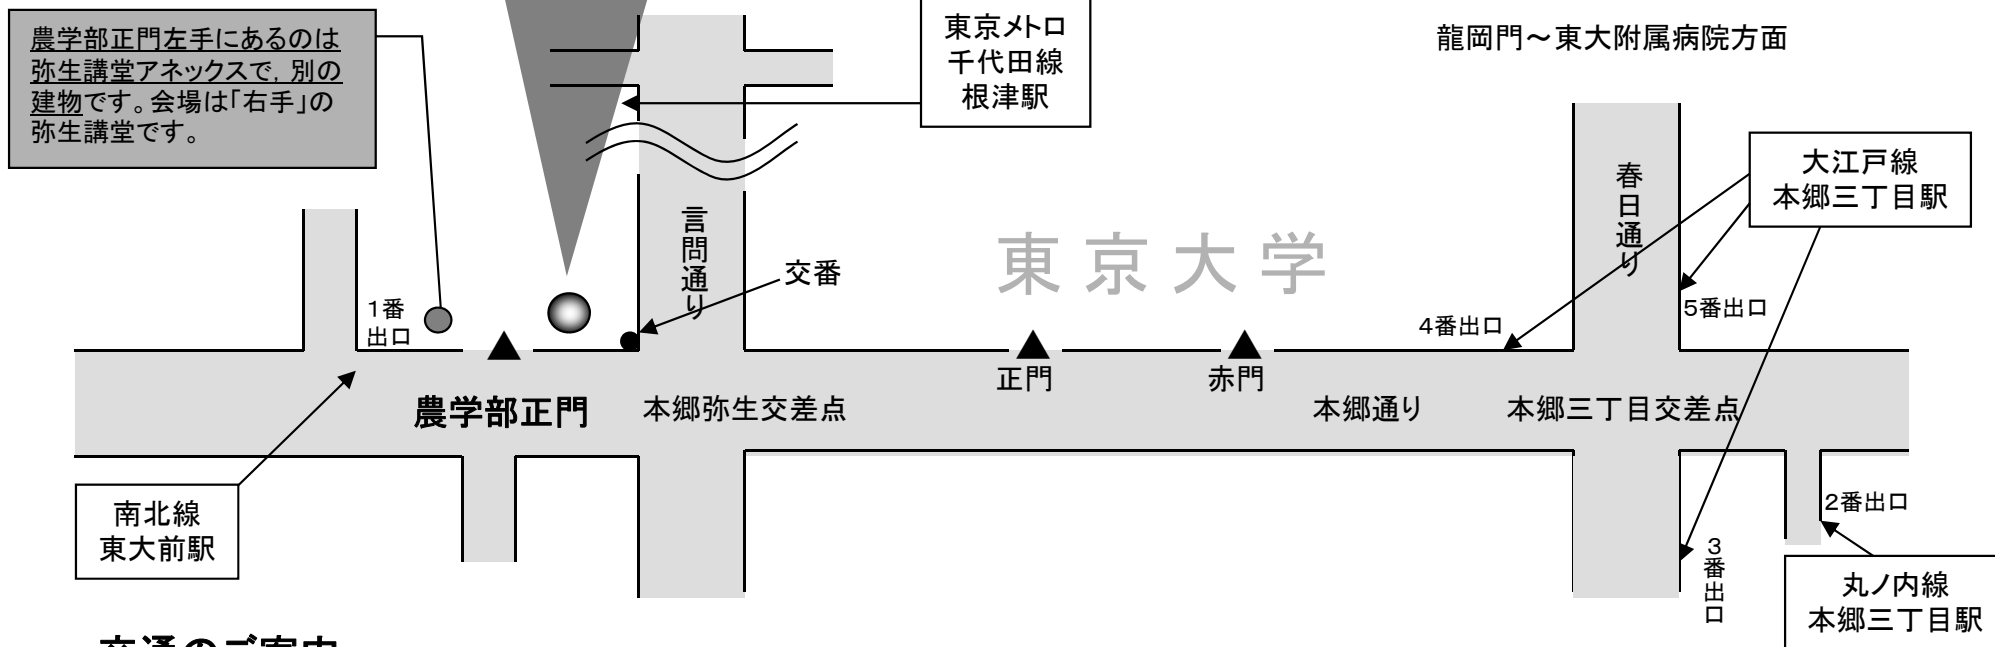 農学部正門左手にあるのは
弥生講堂アネックスで, 別の
建物です。会場は「右手」の
弥生講堂です。
東京メトロ
千代田線
根津駅
龍岡門～東大附属病院方面
大江戸線
本郷三丁目駅
春日通り
言問通り
交番
東京大学
1番
出口
4番出口
5番出口
正門
赤門
農学部正門
本郷弥生交差点
本郷通り
本郷三丁目交差点
南北線
東大前駅
2番出口
3番出口
丸ノ内線
本郷三丁目駅
交通のご案内